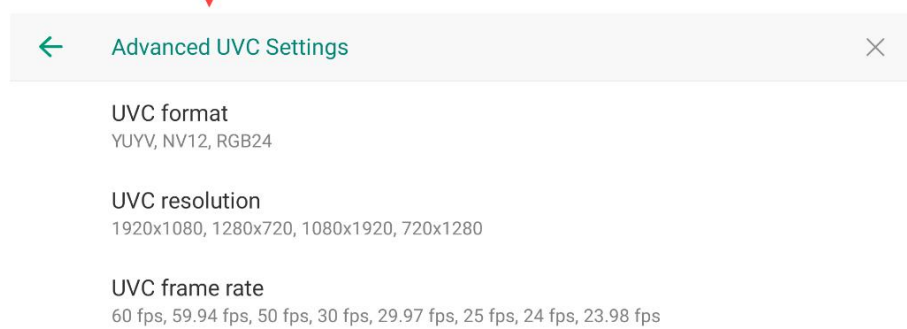 Advanced UVC Settings
UVC format
YUYV, NV12, RGB24
UVC resolution
1920x1080, 1280x720, 1080x1920, 720x1280
UVC frame rate
60 fps, 59.94 fps, 50 fps, 30 fps, 29.97 fps, 25 fps, 24 fps, 23.98 fps